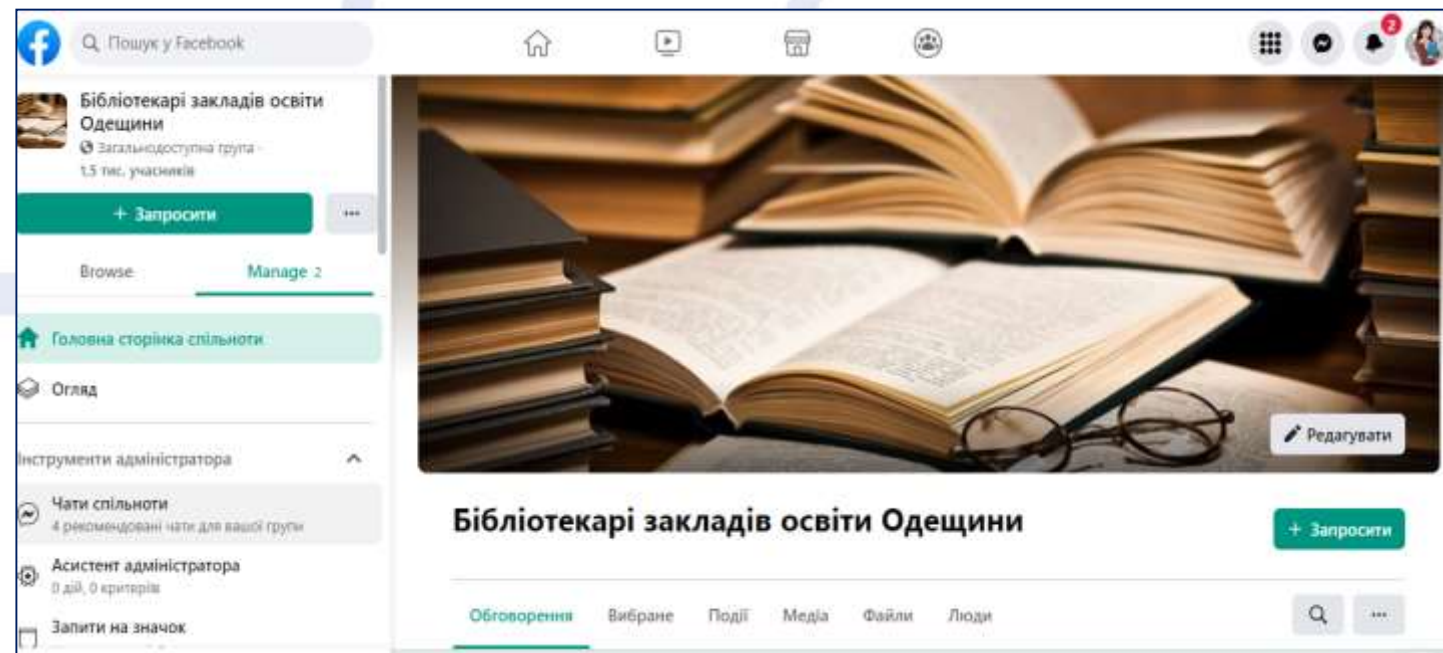 Пошук у Facebook
2
Бібліотекарі закладів освіти
Одещини
Загальнодоступна група ·
1.5 тис. учасників
+ Запросити
Browse
Manage 2
Головна сторінка спільноти
Огляд
Інструменти адміністратора
Чати спільноти
4 рекомендовані чати для вашої групи
Асистент адміністратора
0 дій, 0 критеріїв
Запити на значок
Редагувати
Бібліотекарі закладів освіти Одещини
+ Запросити
Обговорення Вибране Події Медіа Файли Люди